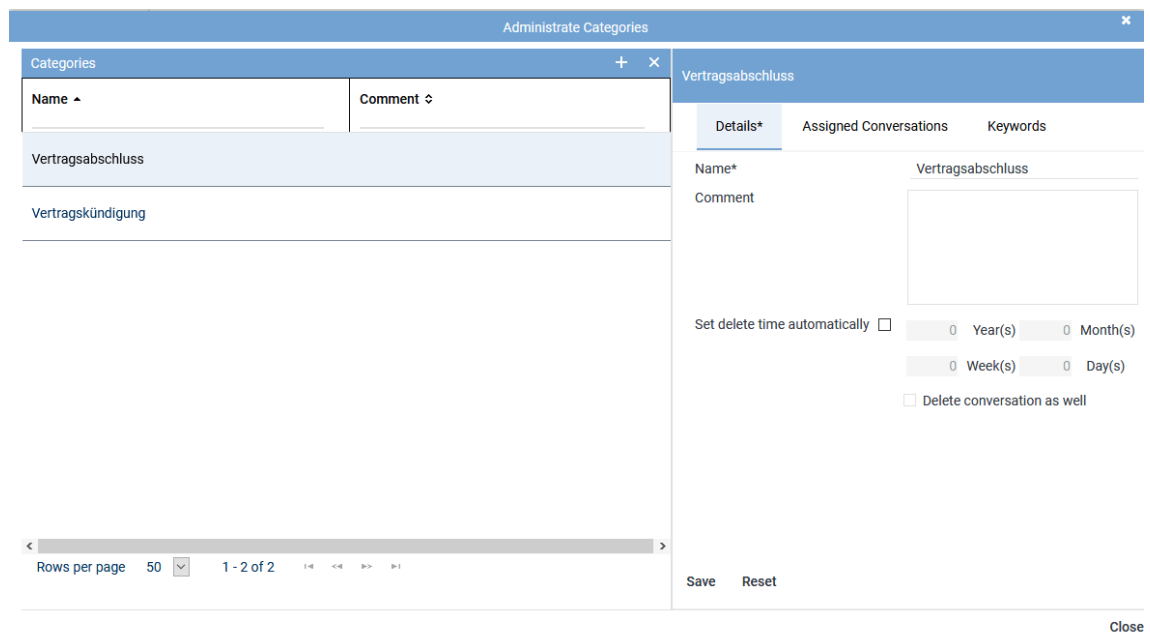 Administrate Categories
Categories
Name
Comment
Vertragsabschluss
Vertragskündigung
Rows per page 50 1 - 2 of 2
Vertragsabschluss
Details* Assigned Conversations Keywords
Name* Vertragsabschluss
Comment
Set delete time automatically 0 Year(s) 0 Month(s)
0 Week(s) 0 Day(s)
Delete conversation as well
Save Reset
Close